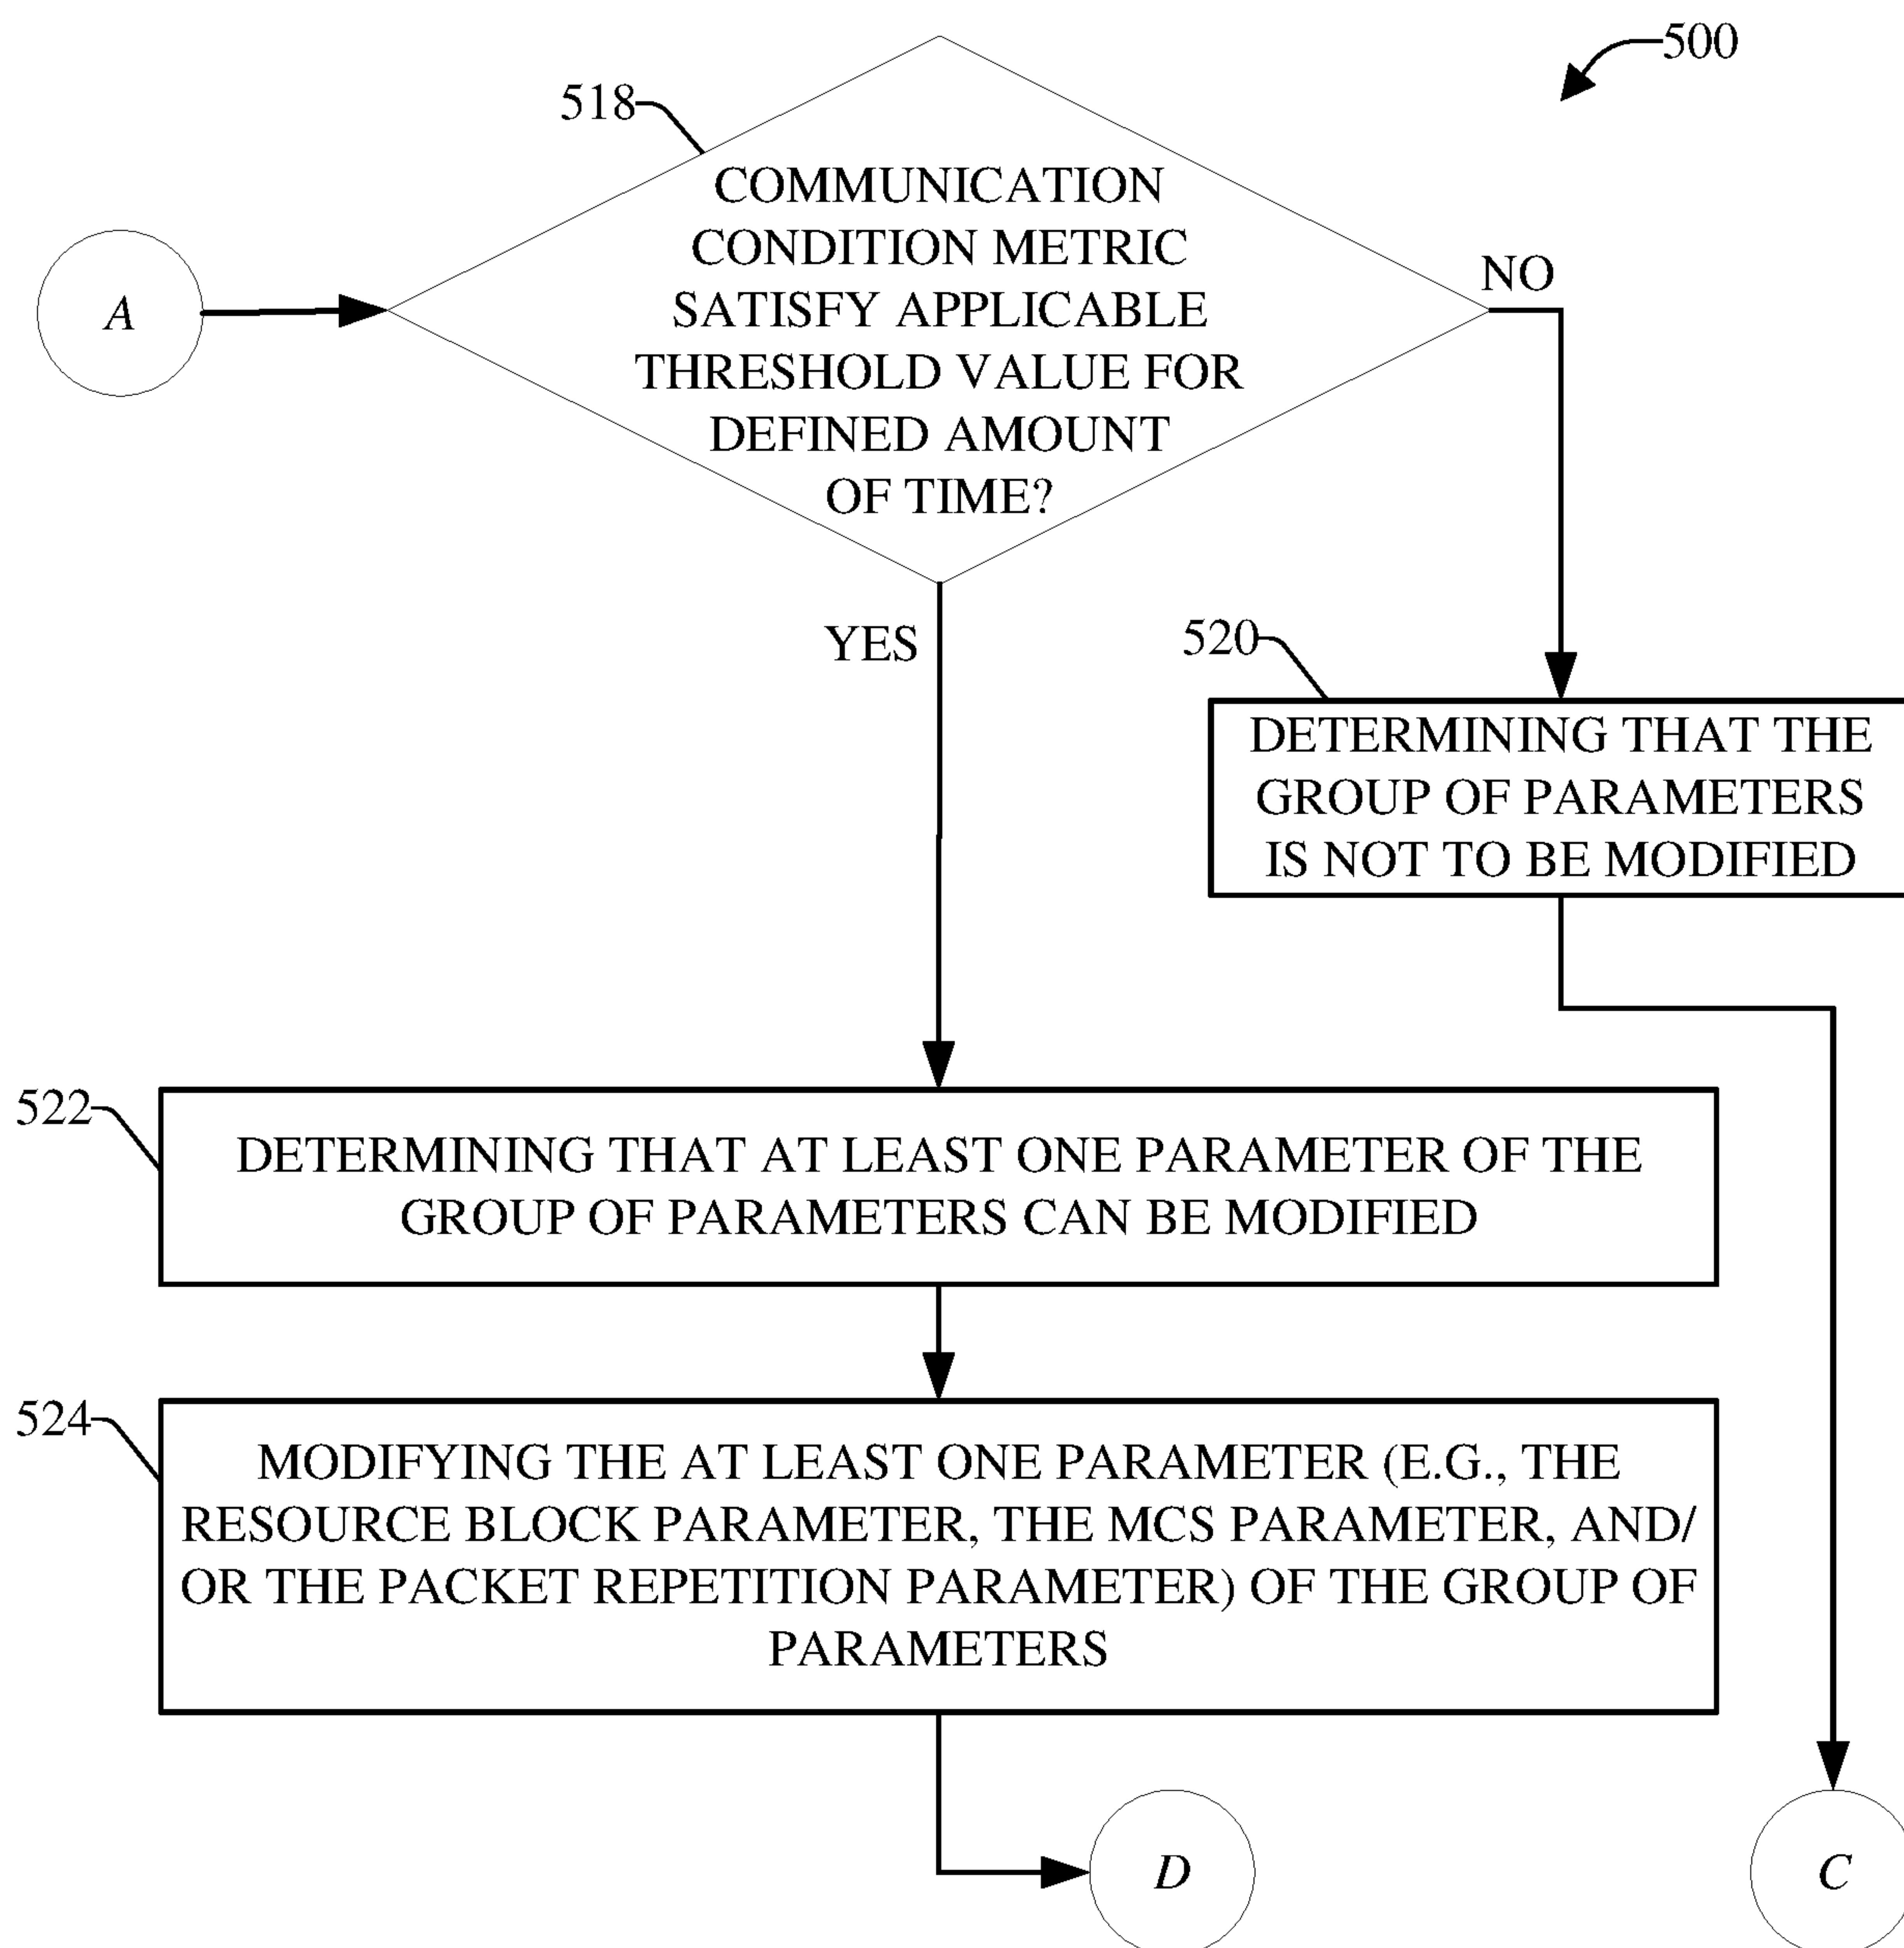 500
518
COMMUNICATION
CONDITION METRIC
SATISFY APPLICABLE
THRESHOLD VALUE FOR
DEFINED AMOUNT
OF TIME?
A
NO
YES
520
DETERMINING THAT THE
GROUP OF PARAMETERS
IS NOT TO BE MODIFIED
522
DETERMINING THAT AT LEAST ONE PARAMETER OF THE
GROUP OF PARAMETERS CAN BE MODIFIED
524
MODIFYING THE AT LEAST ONE PARAMETER (E.G., THE
RESOURCE BLOCK PARAMETER, THE MCS PARAMETER, AND/
OR THE PACKET REPETITION PARAMETER) OF THE GROUP OF
PARAMETERS
D
C